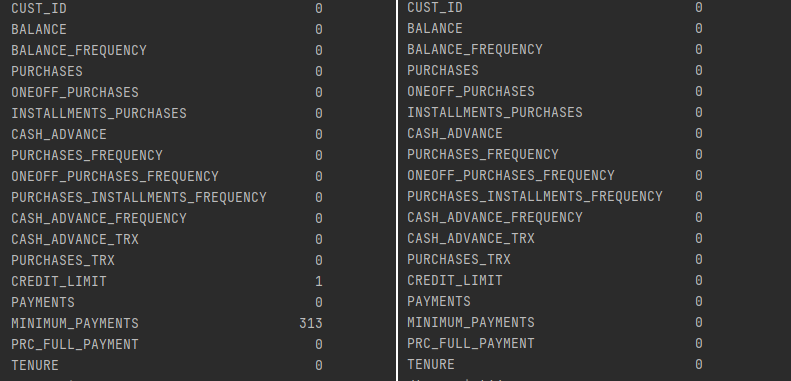 CUST_ID 0
BALANCE 0
BALANCE_FREQUENCY 0
PURCHASES 0
ONEOFF_PURCHASES 0
INSTALLMENTS_PURCHASES 0
CASH_ADVANCE 0
PURCHASES_FREQUENCY 0
ONEOFF_PURCHASES_FREQUENCY 0
PURCHASES_INSTALLMENTS_FREQUENCY 0
CASH_ADVANCE_FREQUENCY 0
CASH_ADVANCE_TRX 0
PURCHASES_TRX 0
CREDIT_LIMIT 1
PAYMENTS 0
MINIMUM_PAYMENTS 313
PRC_FULL_PAYMENT 0
TENURE 0
CUST_ID 0
BALANCE 0
BALANCE_FREQUENCY 0
PURCHASES 0
ONEOFF_PURCHASES 0
INSTALLMENTS_PURCHASES 0
CASH_ADVANCE 0
PURCHASES_FREQUENCY 0
ONEOFF_PURCHASES_FREQUENCY 0
PURCHASES_INSTALLMENTS_FREQUENCY 0
CASH_ADVANCE_FREQUENCY 0
CASH_ADVANCE_TRX 0
PURCHASES_TRX 0
CREDIT_LIMIT 0
PAYMENTS 0
MINIMUM_PAYMENTS 0
PRC_FULL_PAYMENT 0
TENURE 0